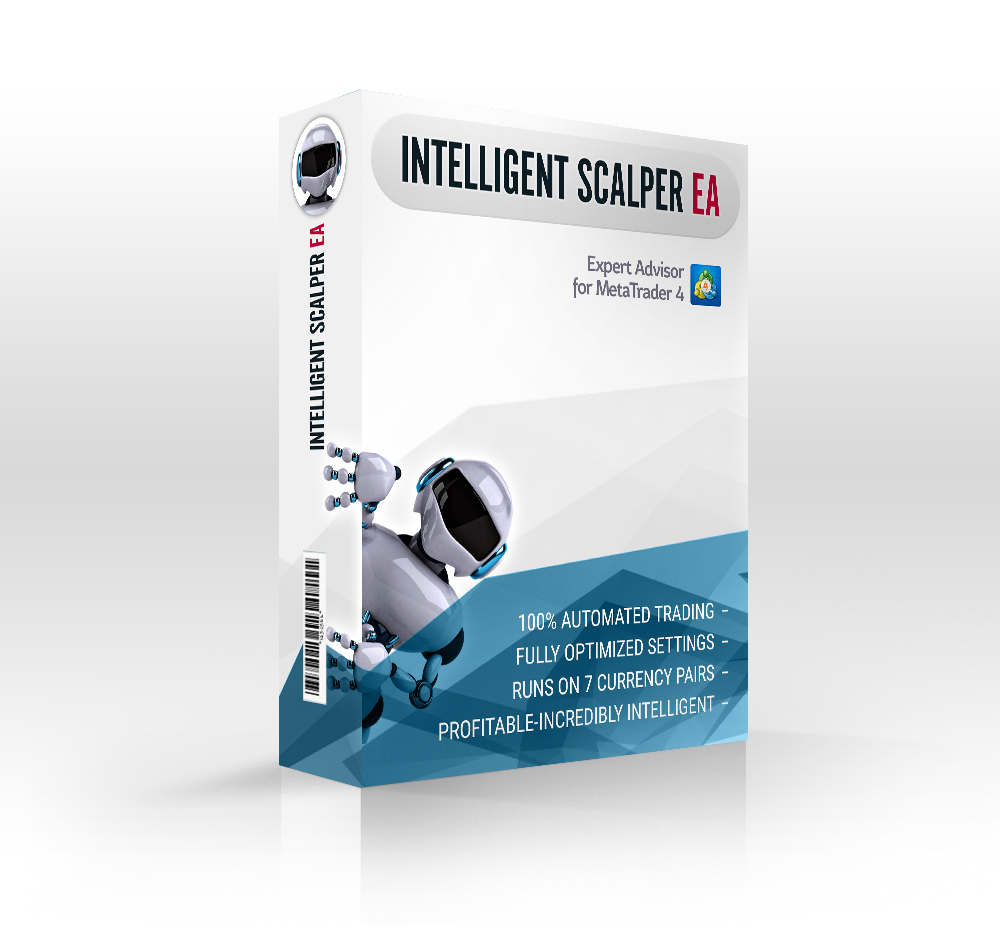 INTELLIGENT SCALPER EA
Expert Advisor
for MetaTrader 4
4
INTELLIGENT SCALPER EA
100% AUTOMATED TRADING –
FULLY OPTIMIZED SETTINGS –
RUNS ON 7 CURRENCY PAIRS –
PROFITABLE-INCREDIBLY INTELLIGENT –